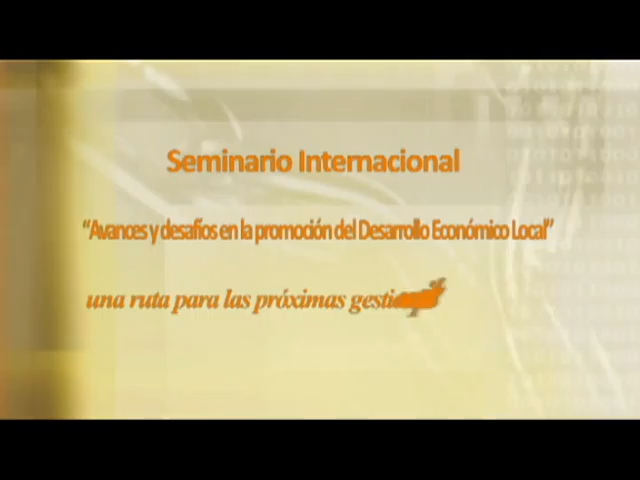 Seminario Internacional
“Avances y desafíos en la promoción del Desarrollo Económico Local”
una ruta para las próximas